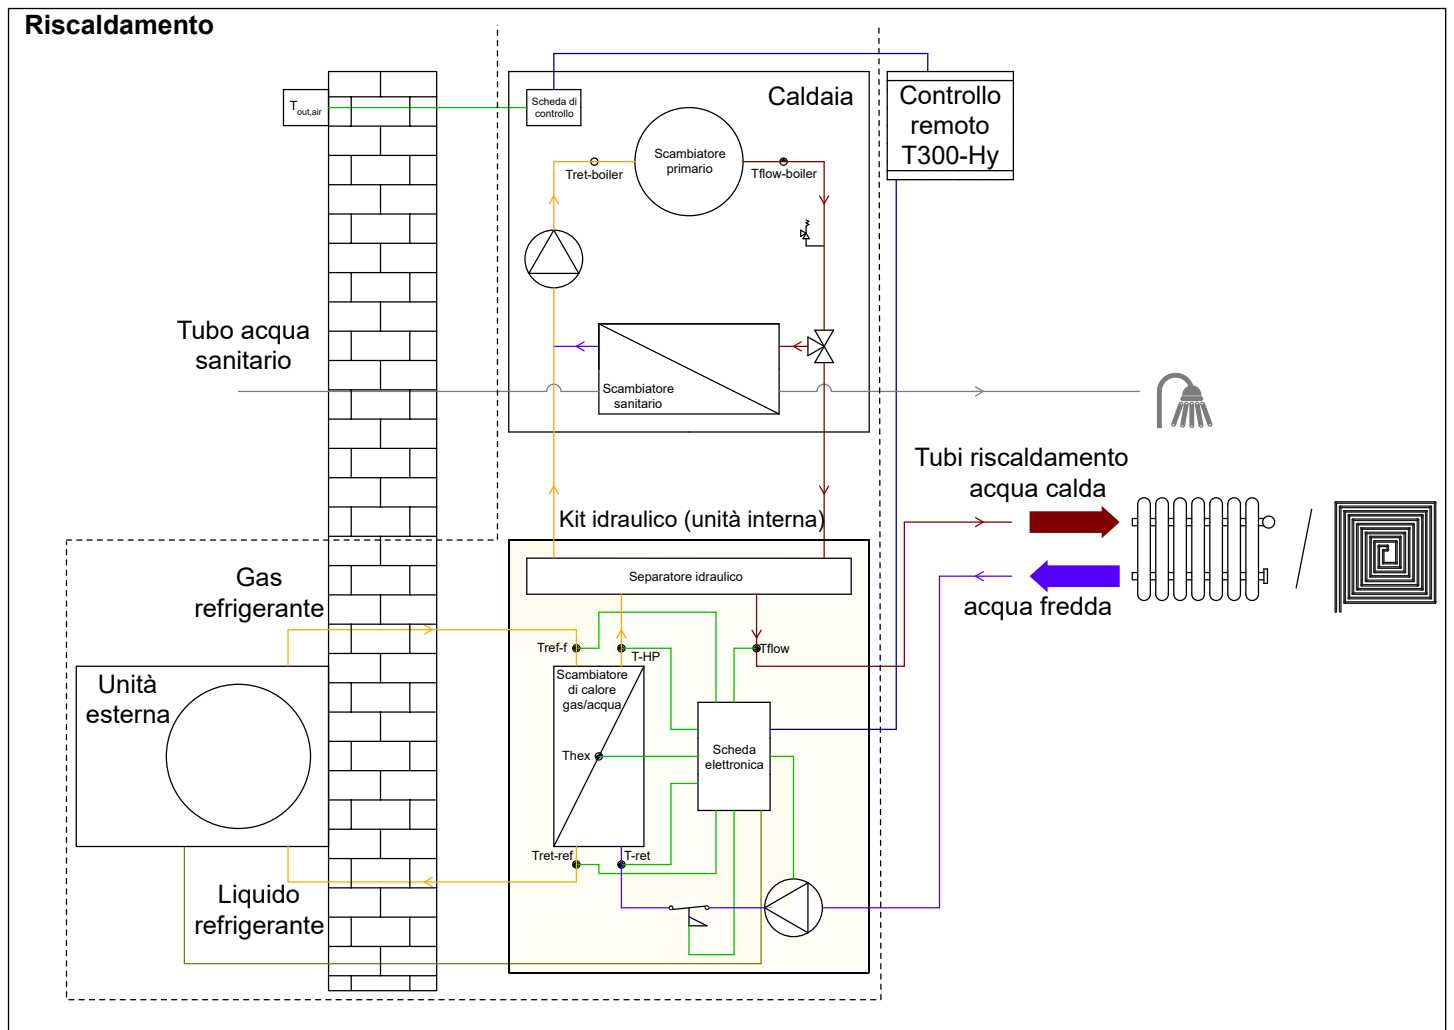 Riscaldamento
T out,air
Scheda di
controllo
Caldaia
Controllo
remoto
T300-Hy
Scambiatore
primario
Tret-boiler
Tflow-boiler
Tubo acqua
sanitario
Scambiatore
sanitario
Tubi riscaldamento
acqua calda
acqua fredda
Kit idraulico (unità interna)
Separatore idraulico
Gas
refrigerante
Tref-f
T-HP
Tflow
Scambiatore
di calore
gas/acqua
Unità
esterna
Thex
Scheda
elettronica
Tret-ref
T-ret
Liquido
refrigerante